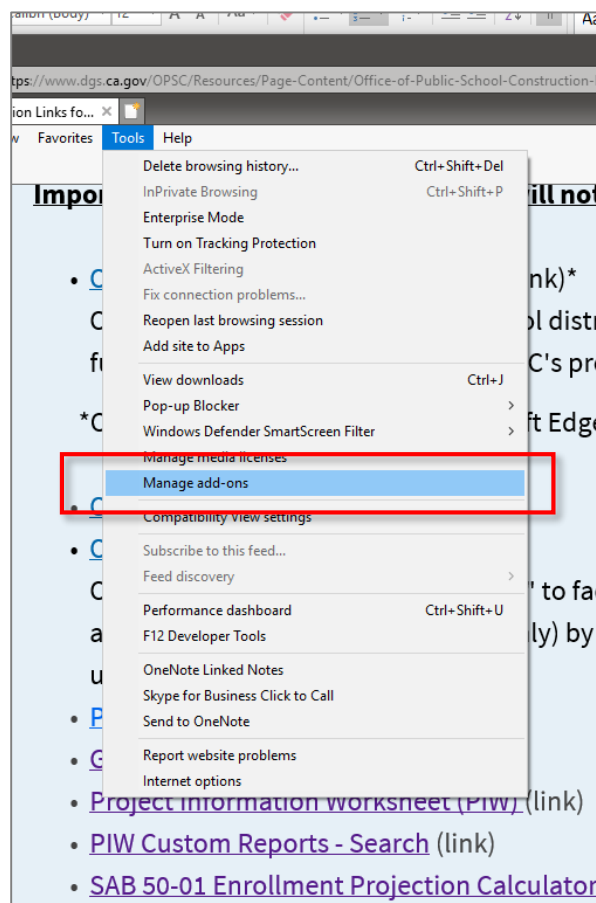 (Body)
12
tps://www.dgs.ca.gov/OPSC/Resources/Page-Content/Office-of-Public-School-Construction-
ion Links fo...
w Favorites Tools Help
Delete browsing history... Ctrl+Shift+Del
InPrivate Browsing Ctrl+Shift+P
Impo ill not
Enterprise Mode
Turn on Tracking Protection
ActiveX Filtering
C nk)*
Fix connection problems...
Reopen last browsing session
C ol distr
Add site to Apps
fu C's pro
View downloads Ctrl+J
Pop-up Blocker
*C ft Edge
Windows Defender SmartScreen Filter
Manage media licenses
Manage add-ons
C
Compatibility View settings
C
Subscribe to this feed...
Feed discovery
C " to fa
Performance dashboard Ctrl+Shift+U
F12 Developer Tools
a ly) by
OneNote Linked Notes
u
Skype for Business Click to Call
Send to OneNote
P
Report website problems
G
Internet options
Project Information Worksheet (PIW) (link)
PIW Custom Reports - Search (link)
SAB 50-01 Enrollment Projection Calculator